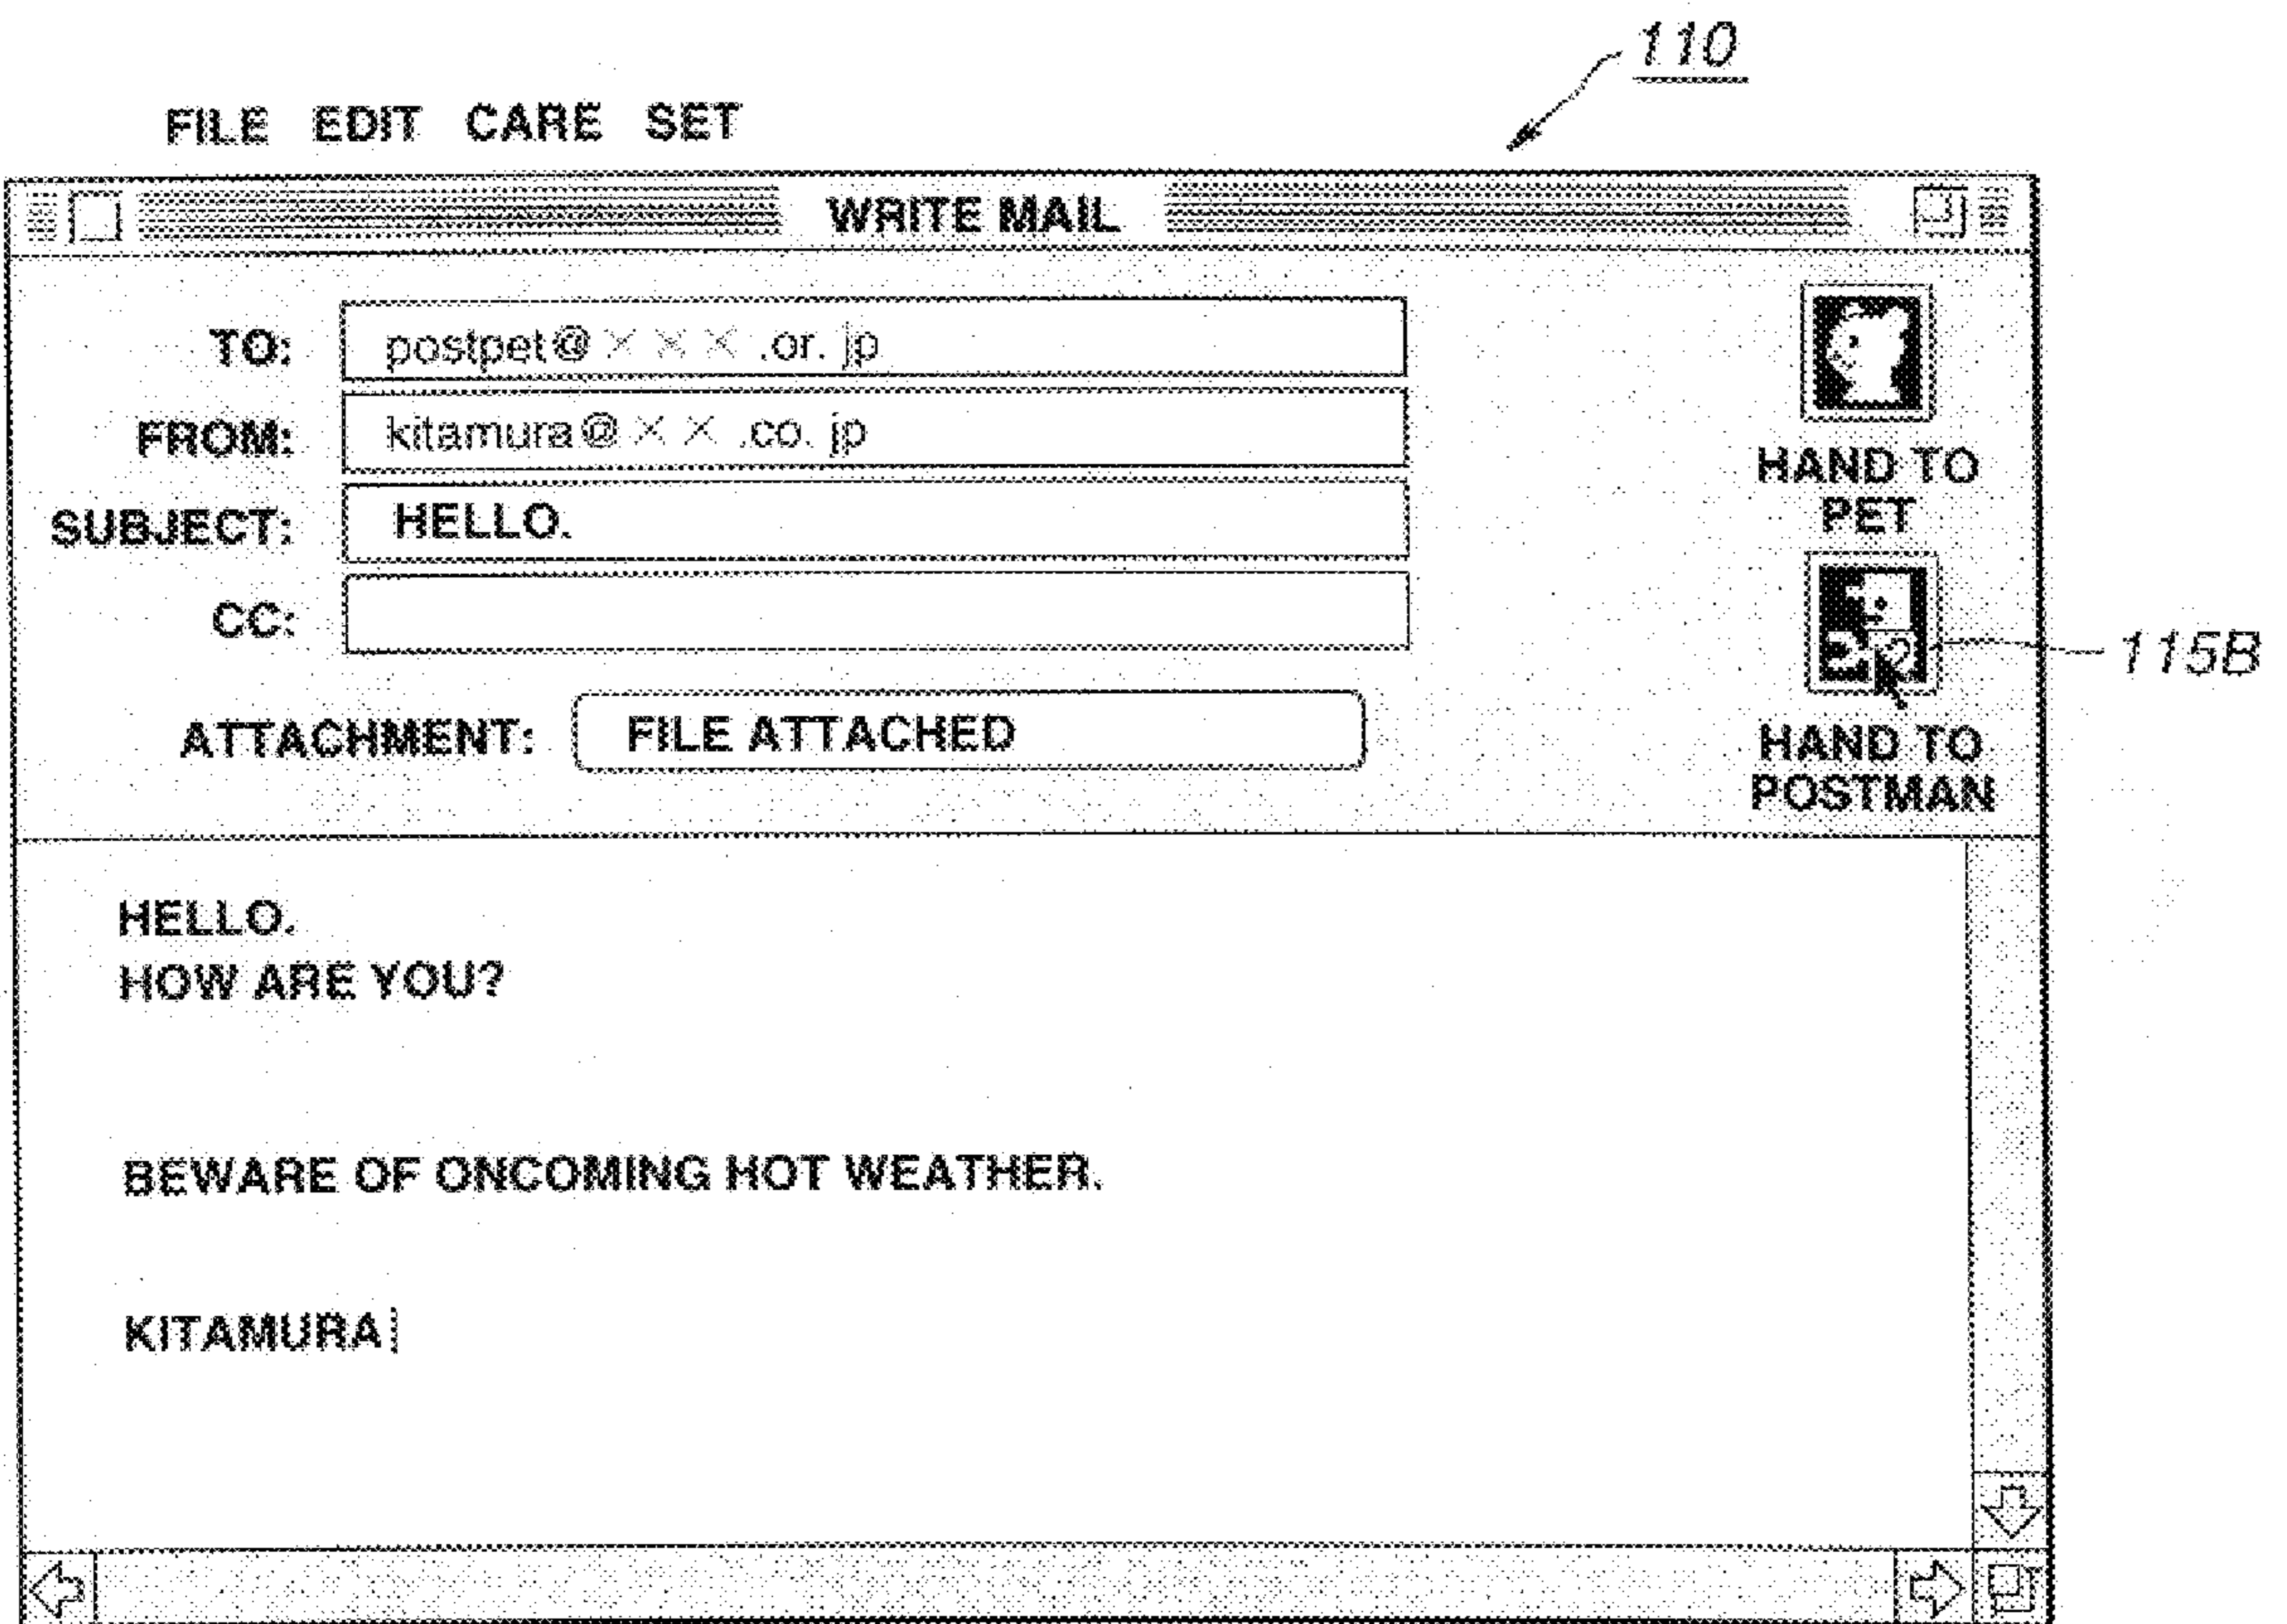 110
FILE EDIT CARE SET
WRITE MAIL
TO: postpet@×××.or.jp
FROM: kitamura@××.co.jp
SUBJECT: HELLO.
CC:
ATTACHMENT: FILE ATTACHED
HAND TO
PET
115B
HAND TO
POSTMAN
HELLO.
HOW ARE YOU?
BEWARE OF ONCOMING HOT WEATHER.
KITAMURA